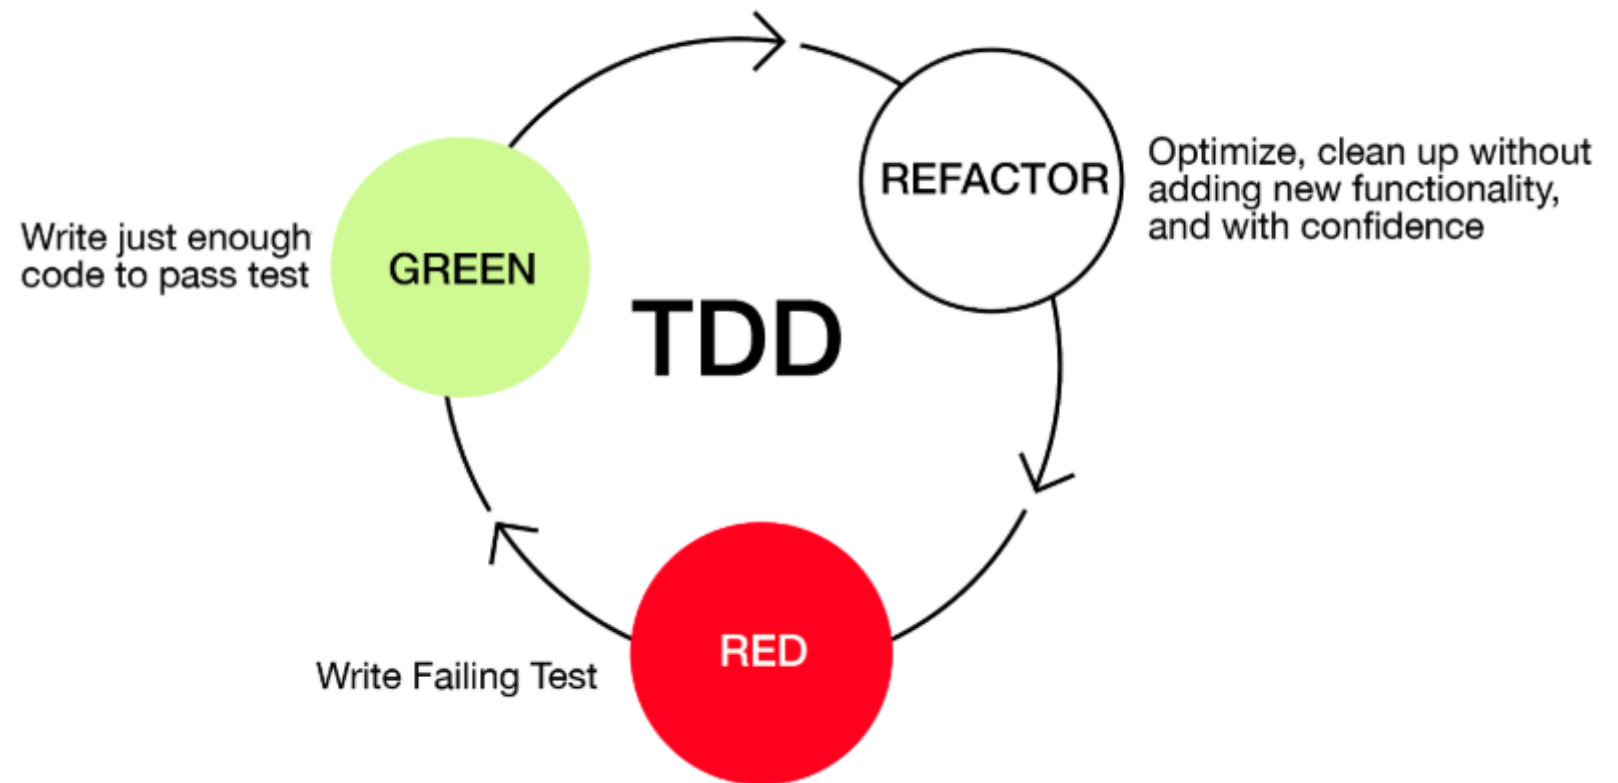 REFACTOR
Optimize, clean up without
adding new functionality,
and with confidence
Write just enough
code to pass test
GREEN
TDD
RED
Write Failing Test